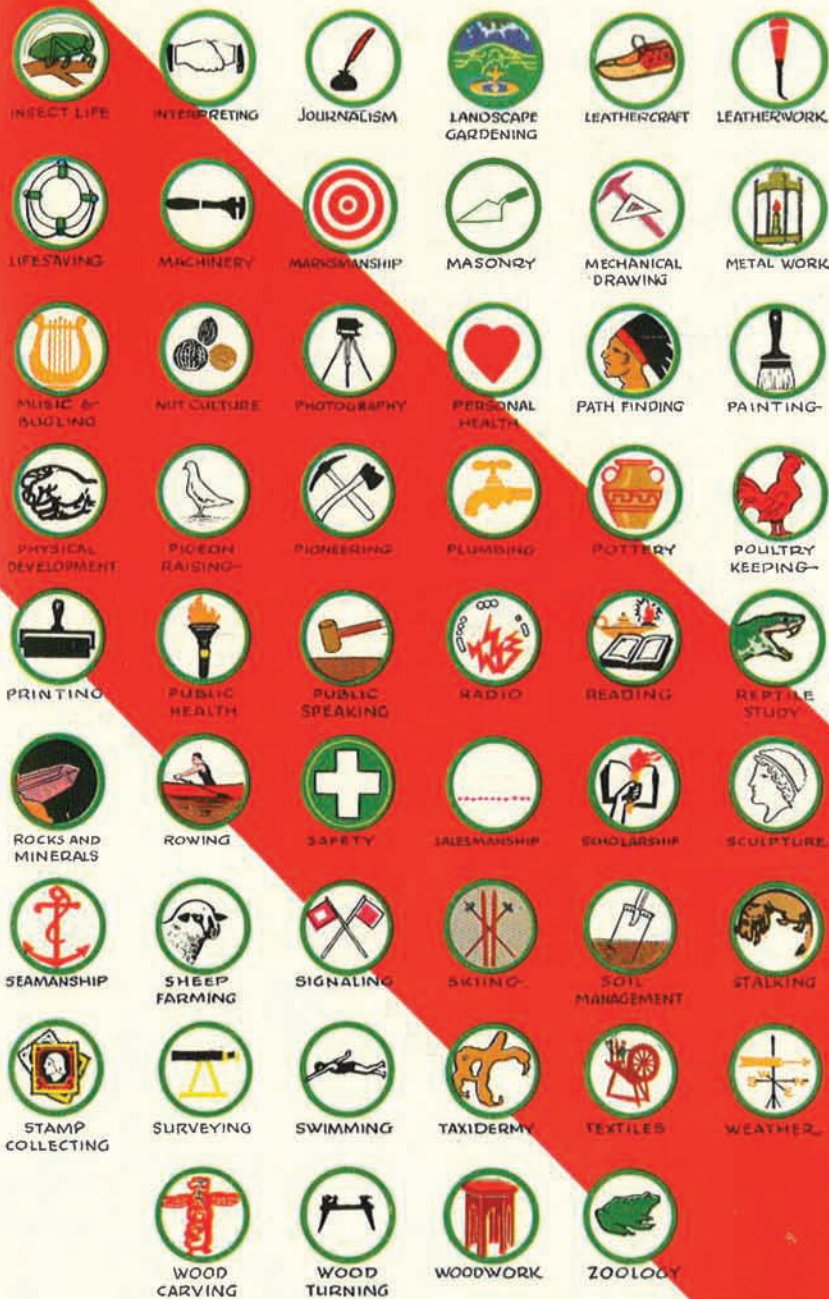 INSECT LIFE
INTERPRETING
JOURNALISM
LANDSCAPE
GARDENING
LEATHERCRAFT
LEATHERWORK
LIFESAVING
MACHINERY
MARKSMANSHIP
MASONRY
MECHANICAL
DRAWING
METAL WORK
MUSIC &
BUGLING
NUT CULTURE
PHOTOGRAPHY
PERSONAL
HEALTH
PATH FINDING
PAINTING
PHYSICAL
DEVELOPMENT
PIGEON
RAISING
PIONEERING
PLUMBING
POTTERY
POULTRY
KEEPING
PRINTING
PUBLIC
HEALTH
PUBLIC
SPEAKING
RADIO
READING
REPTILE
STUDY
ROCKS AND
MINERALS
ROWING
SAFETY
SALESMANSHIP
SCHOLARSHIP
SCULPTURE
SEAMANSHIP
SHEEP
FARMING
SIGNALING
SKIING
SOIL
MANAGEMENT
STALKING
STAMP
COLLECTING
SURVEYING
SWIMMING
TAXIDERMY
TEXTILES
WEATHER
WOOD
CARVING
WOOD
TURNING
WOODWORK
ZOOLOGY